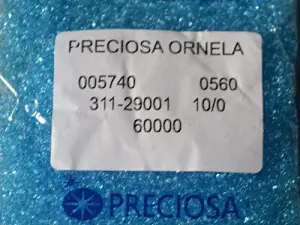 PRECIOSA ORNELA
005740 0560
311-29001 10/0
60000
PRECIOSA